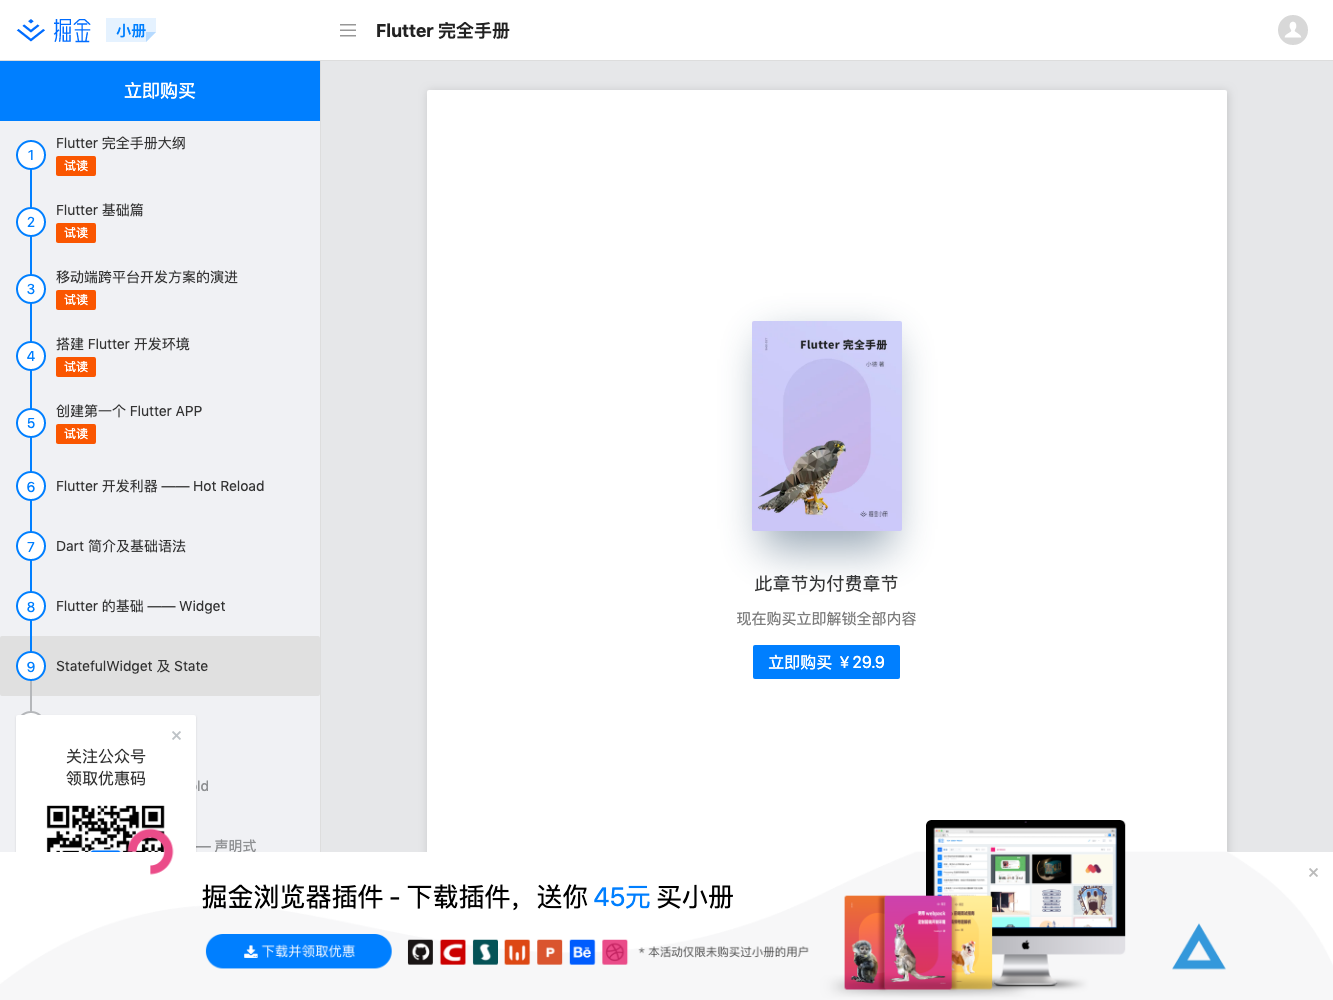 掘金 小册
Flutter 完全手册
立即购买
1 Flutter 完全手册大纲
试读
2 Flutter 基础篇
试读
3 移动端跨平台开发方案的演进
试读
4 搭建 Flutter 开发环境
试读
5 创建第一个 Flutter APP
试读
6 Flutter 开发利器 —— Hot Reload
7 Dart 简介及基础语法
8 Flutter 的基础 —— Widget
9 StatefulWidget 及 State
ld
— 声明式
关注公众号
领取优惠码
Flutter 完全手册
掘金小册
此章节为付费章节
现在购买立即解锁全部内容
立即购买 ¥29.9
掘金浏览器插件 - 下载插件，送你 45元 买小册
下载并领取优惠
P
Bē
* 本活动仅限未购买过小册的用户